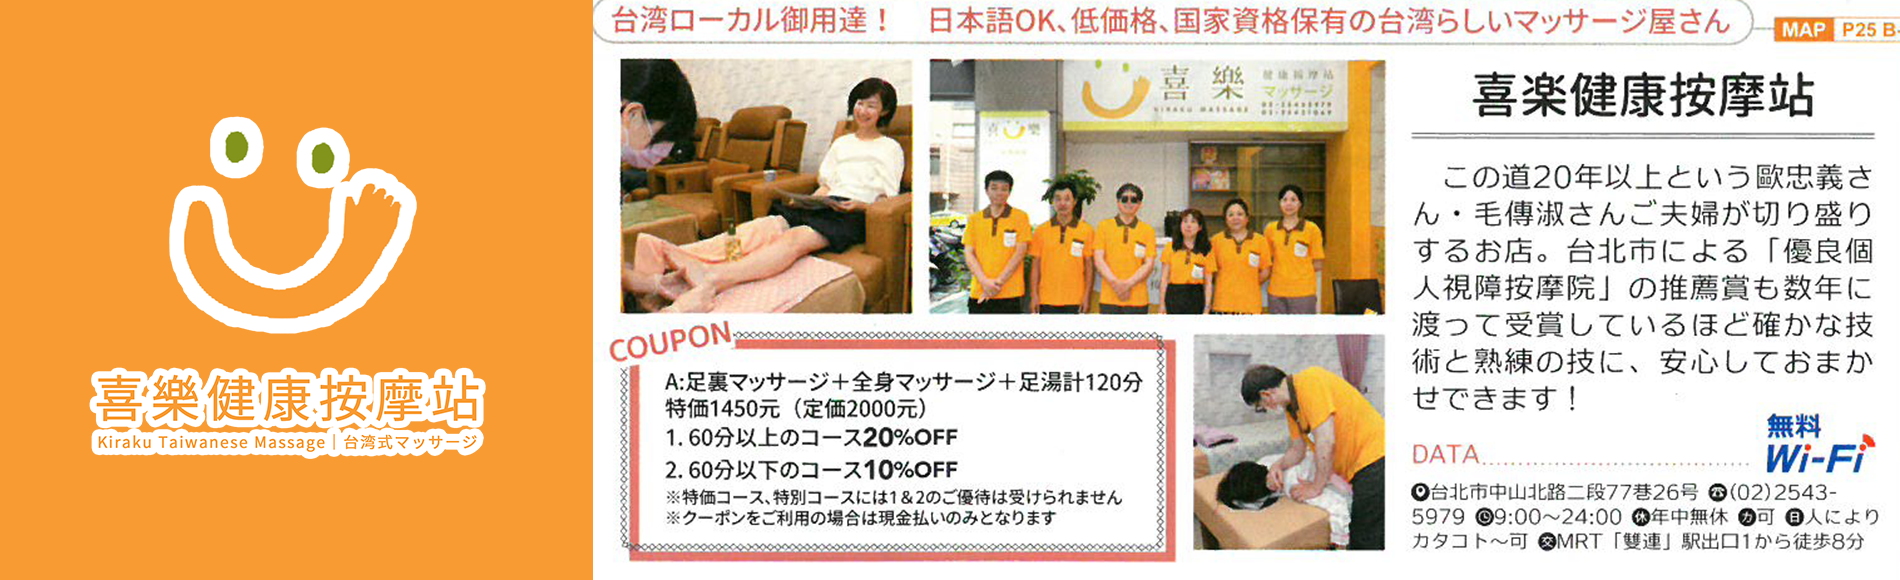 喜樂健康按摩站
Kiraku Taiwanese Massage | 台湾式マッサージ
台湾ローカル御用達！ 日本語OK、低価格、国家資格保有の台湾らしいマッサージ屋さん
MAP P25 B-
喜樂 健康按摩站
マッサージ
KIRAKU MASSAGE
02-25435979
喜樂
COUPON
A:足裏マッサージ＋全身マッサージ＋足湯計120分
特価1450元（定価2000元）
1. 60分以上のコース20%OFF
2. 60分以下のコース10%OFF
※特価コース、特別コースには1＆2のご優待は受けられません
※クーポンをご利用の場合は現金払いのみとなります
喜楽健康按摩站
この道20年以上という歐忠義さ
ん・毛傳淑さんご夫婦が切り盛り
するお店。台北市による「優良個
人視障按摩院」の推薦賞も数年に
渡って受賞しているほど確かな技
術と熟練の技に、安心しておまか
せできます！
無料
Wi-Fi
DATA
台北市中山北路二段77巷26号 (02)2543-
5979 9:00〜24:00 休年中無休 カ可 日人により
カタコト〜可 交MRT「雙連」駅出口1から徒歩8分